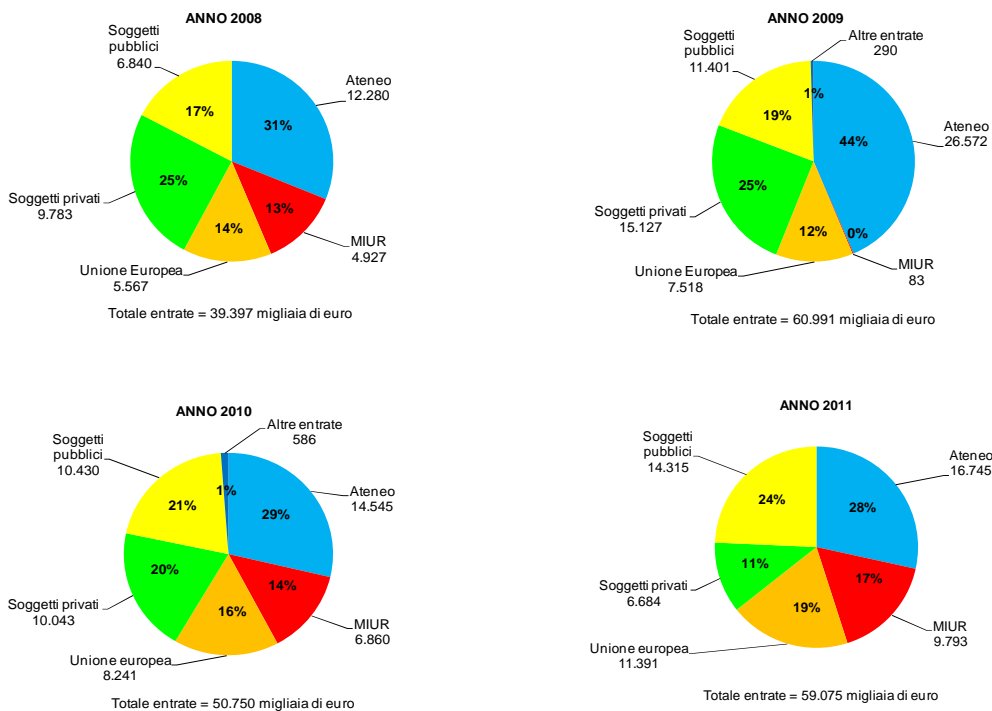 ANNO 2008
Soggetti
pubblici
6.840
Ateneo
12.280
17%
31%
25%
13%
14%
Soggetti privati
9.783
MIUR
4.927
Unione Europea
5.567
Totale entrate = 39.397 migliaia di euro
ANNO 2009
Soggetti
pubblici
11.401
Altre entrate
290
1%
19%
44%
Ateneo
26.572
25%
Soggetti privati
15.127
12%
0%
Unione Europea
7.518
MIUR
83
Totale entrate = 60.991 migliaia di euro
ANNO 2010
Soggetti
pubblici
10.430
Altre entrate
586
1%
21%
29%
Ateneo
14.545
20%
14%
16%
Soggetti privati
10.043
MIUR
6.860
Unione europea
8.241
Totale entrate = 50.750 migliaia di euro
ANNO 2011
Soggetti
pubblici
14.315
Ateneo
16.745
24%
28%
11%
17%
19%
Soggetti privati
6.684
MIUR
9.793
Unione europea
11.391
Totale entrate = 59.075 migliaia di euro